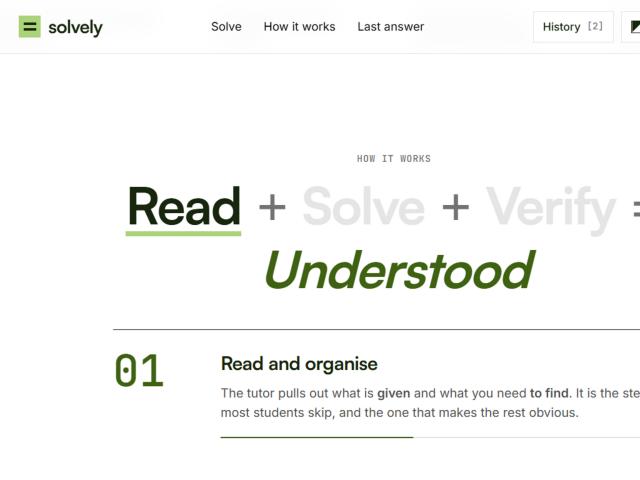 solvely
Solve
How it works
Last answer
History [2]
HOW IT WORKS
Read + Solve + Verify =
Understood
01
Read and organise
The tutor pulls out what is given and what you need to find. It is the ste
most students skip, and the one that makes the rest obvious.